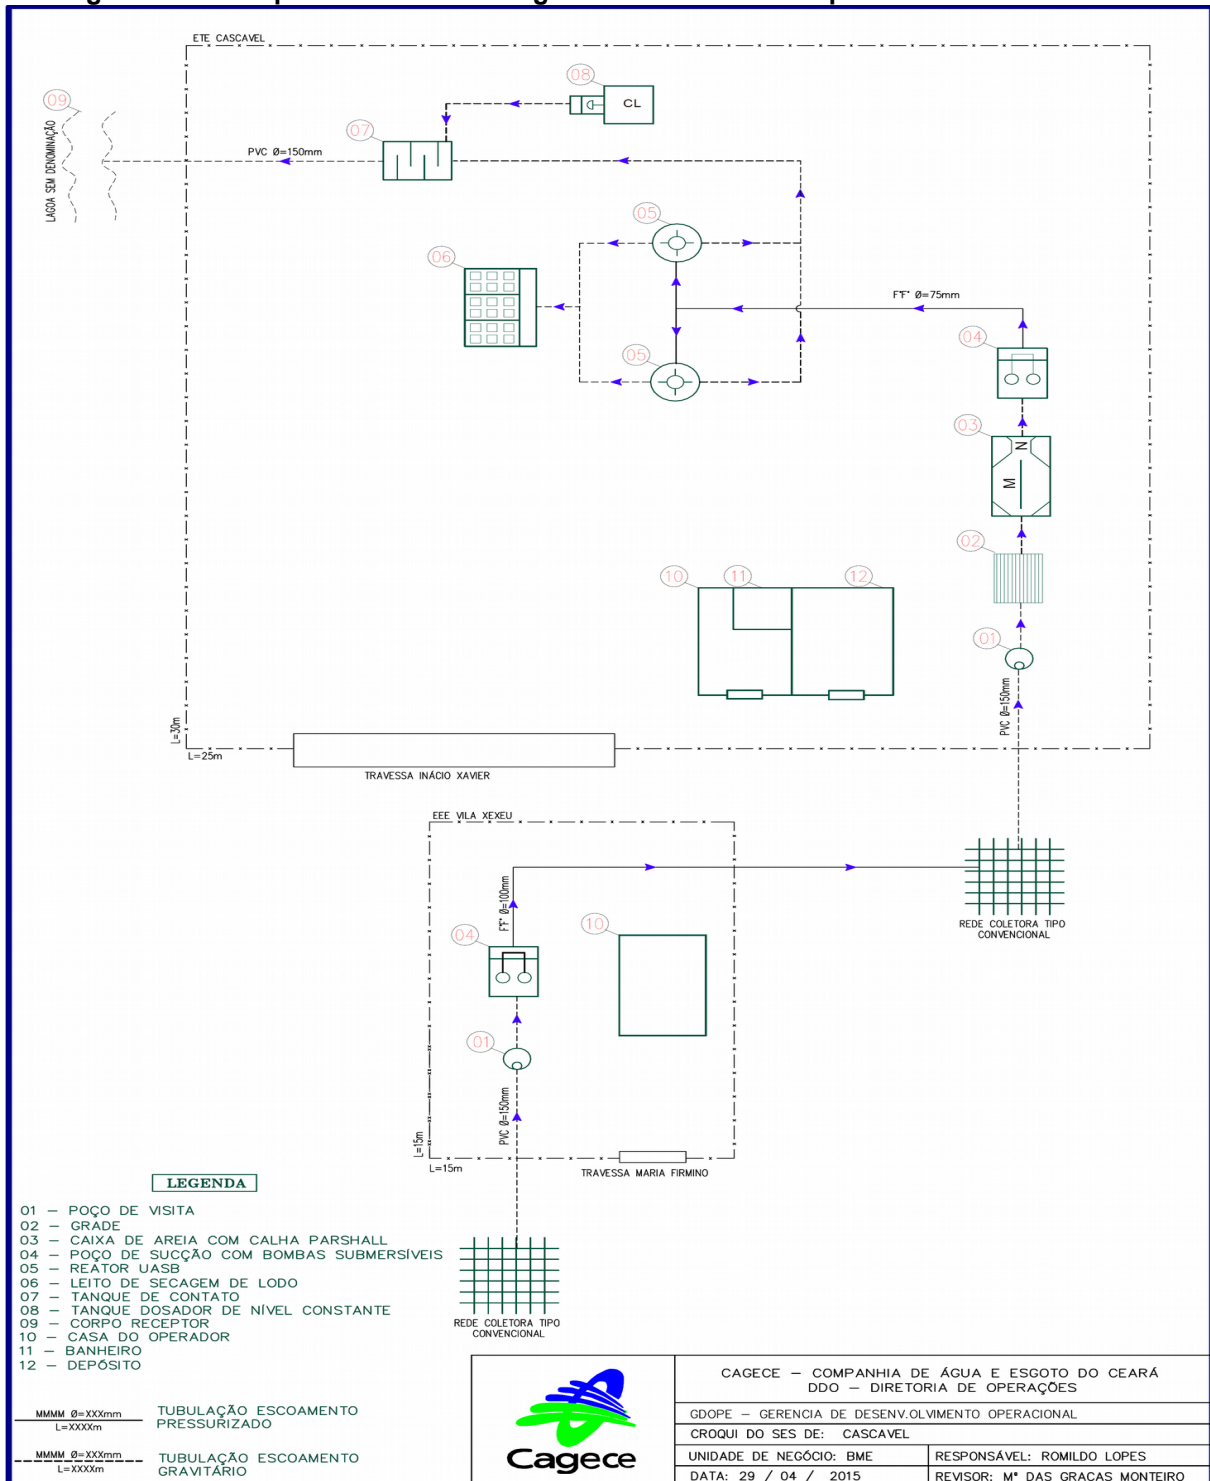 ETE CASCAVEL
08
CL
09
07
LAGOA SEM DENOMINAÇÃO
PVC Ø=150mm
05
06
FºFº Ø=75mm
04
05
03
N
M
02
10
11
12
01
PVC Ø=150mm
L=30m
L=25m
TRAVESSA INÁCIO XAVIER
EEE VILA XEXEU
FºFº Ø=100mm
04
10
REDE COLETORA TIPO
CONVENCIONAL
01
PVC Ø=150mm
L=15m
L=15m
TRAVESSA MARIA FIRMINO
LEGENDA
01 – POÇO DE VISITA
02 – GRADE
03 – CAIXA DE AREIA COM CALHA PARSHALL
04 – POÇO DE SUCÇÃO COM BOMBAS SUBMERSÍVEIS
05 – REATOR UASB
06 – LEITO DE SECAGEM DE LODO
07 – TANQUE DE CONTATO
08 – TANQUE DOSADOR DE NÍVEL CONSTANTE
09 – CORPO RECEPTOR
10 – CASA DO OPERADOR
11 – BANHEIRO
12 – DEPÓSITO
REDE COLETORA TIPO
CONVENCIONAL
MMMM Ø=XXXmm
L=XXXXm
TUBULAÇÃO ESCOAMENTO
PRESSURIZADO
MMMM Ø=XXXmm
L=XXXXm
TUBULAÇÃO ESCOAMENTO
GRAVITÁRIO
Cagece
CAGECE – COMPANHIA DE ÁGUA E ESGOTO DO CEARÁ
DDO – DIRETORIA DE OPERAÇÕES
GDOPE – GERENCIA DE DESENV.OLVIMENTO OPERACIONAL
CROQUI DO SES DE: CASCAVEL
UNIDADE DE NEGÓCIO: BME
RESPONSÁVEL: ROMILDO LOPES
DATA: 29 / 04 / 2015
REVISOR: Mª DAS GRACAS MONTEIRO